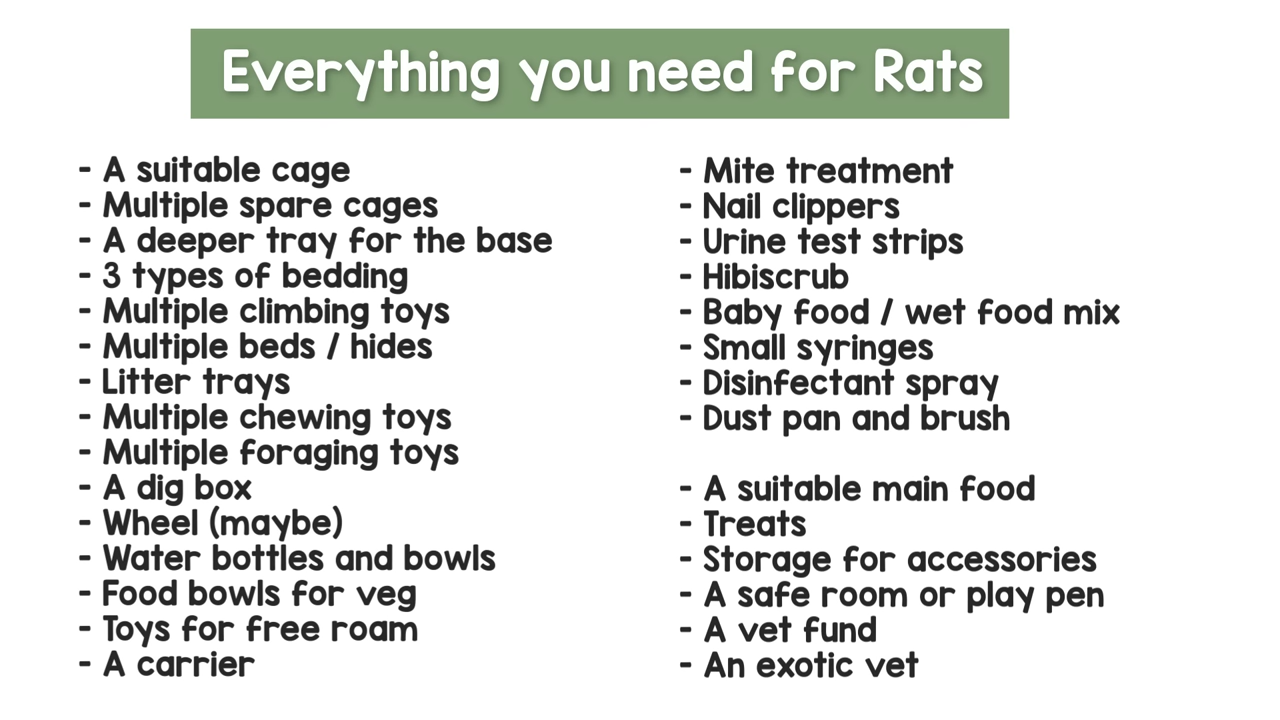 Everything you need for Rats
- A suitable cage
- Multiple spare cages
- A deeper tray for the base
- 3 types of bedding
- Multiple climbing toys
- Multiple beds / hides
- Litter trays
- Multiple chewing toys
- Multiple foraging toys
- A dig box
- Wheel (maybe)
- Water bottles and bowls
- Food bowls for veg
- Toys for free roam
- A carrier
- Mite treatment
- Nail clippers
- Urine test strips
- Hibiscrub
- Baby food / wet food mix
- Small syringes
- Disinfectant spray
- Dust pan and brush
- A suitable main food
- Treats
- Storage for accessories
- A safe room or play pen
- A vet fund
- An exotic vet